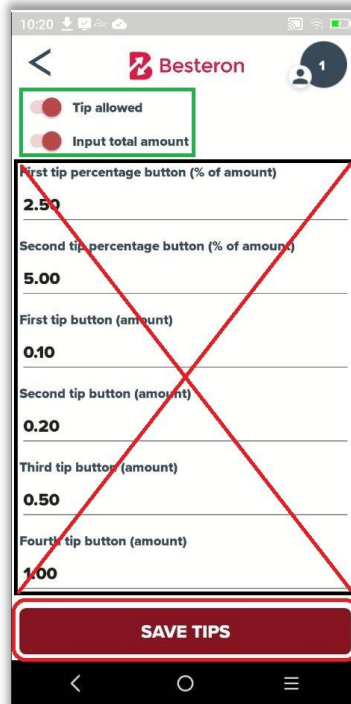 10:20
Besteron
1
Tip allowed
Input total amount
First tip percentage button (% of amount)
2.50
Second tip percentage button (% of amount)
5.00
First tip button (amount)
0.10
Second tip button (amount)
0.20
Third tip button (amount)
0.50
Fourth tip button (amount)
1.00
SAVE TIPS